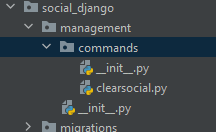 social_django
management
commands
__init__.py
clearsocial.py
__init__.py
migrations